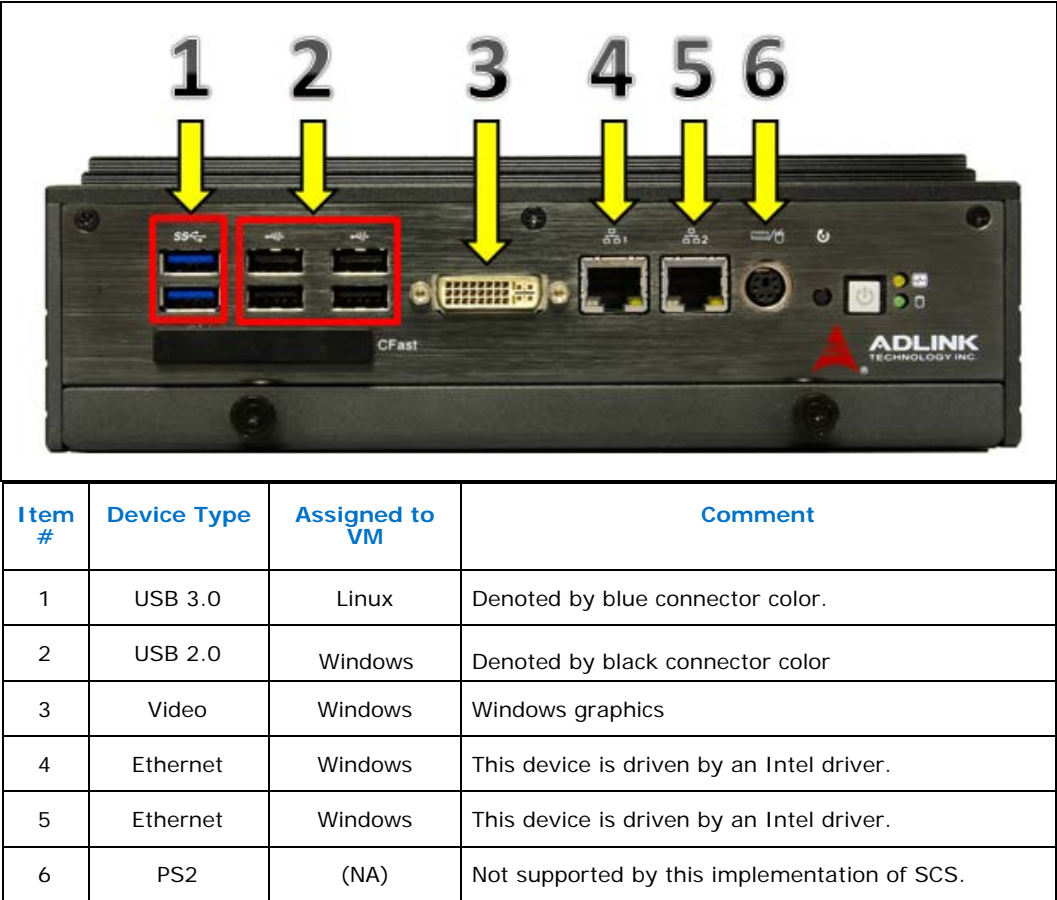 1 2 3 4 5 6
SS
1 2
CFast
ADLINK
TECHNOLOGY INC.
Item # Device Type Assigned to VM Comment
1 USB 3.0 Linux Denoted by blue connector color.
2 USB 2.0 Windows Denoted by black connector color
3 Video Windows Windows graphics
4 Ethernet Windows This device is driven by an Intel driver.
5 Ethernet Windows This device is driven by an Intel driver.
6 PS2 (NA) Not supported by this implementation of SCS.